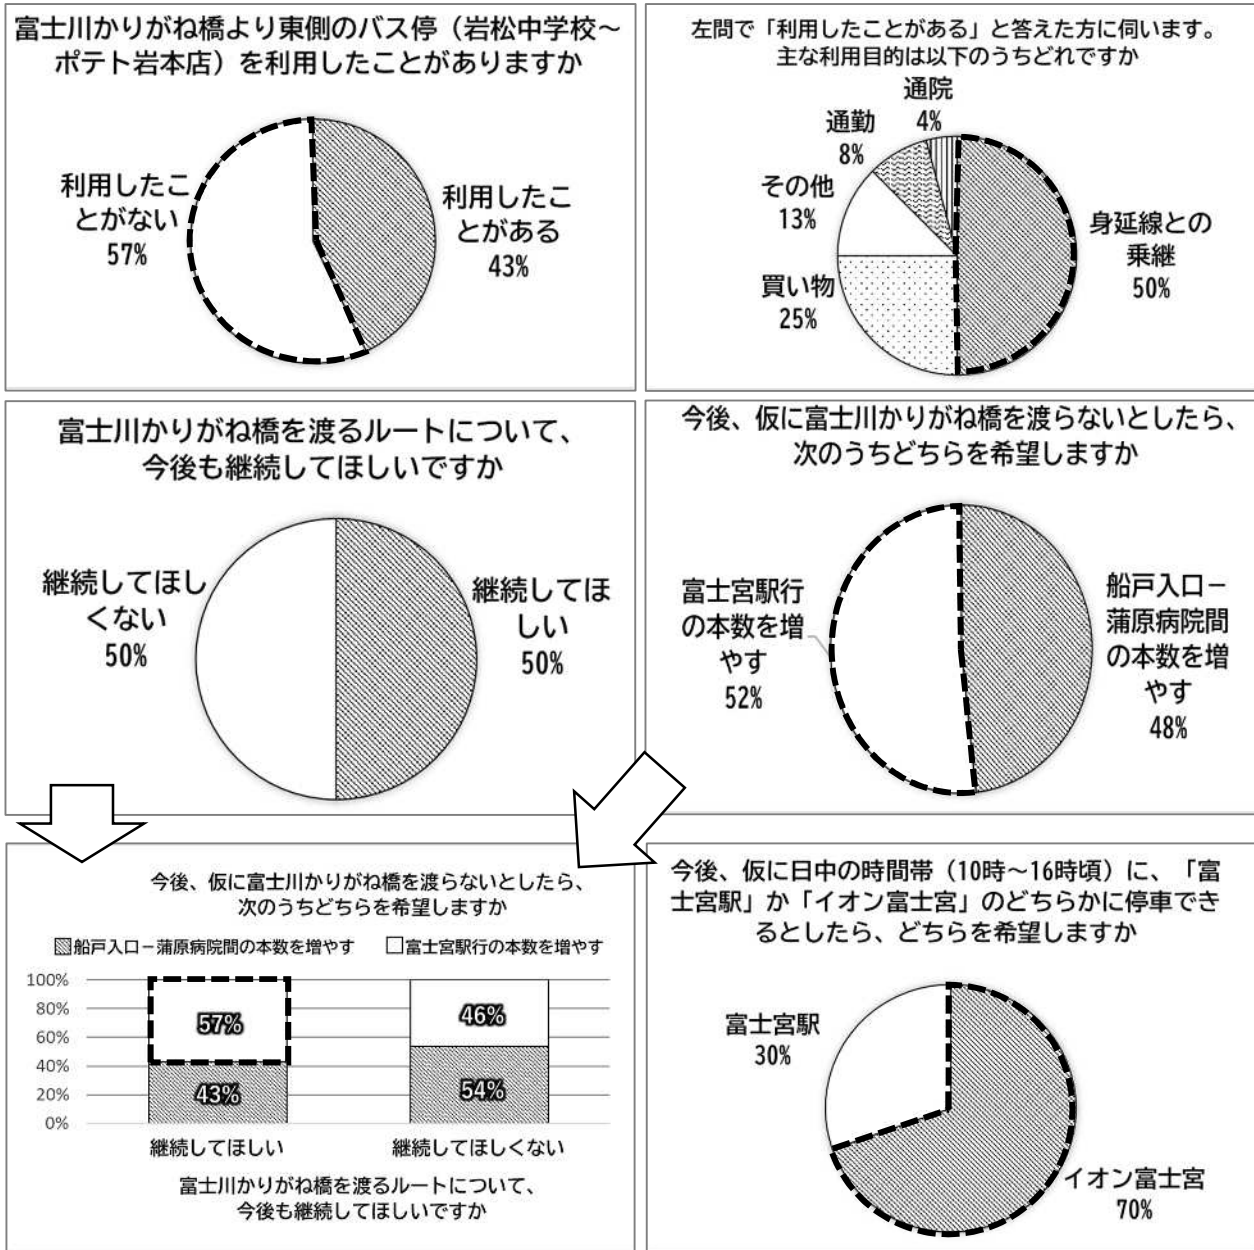 富士川かりがね橋より東側のバス停（岩松中学校～
ポテト岩本店）を利用したことがありますか
利用したこ
とがない
57%
利用したこ
とがある
43%
左問で「利用したことがある」と答えた方に伺います。
主な利用目的は以下のうちどれですか
通院
4%
通勤
8%
その他
13%
買い物
25%
身延線との
乗継
50%
富士川かりがね橋を渡るルートについて、
今後も継続してほしいですか
継続してほし
くない
50%
継続してほ
しい
50%
今後、仮に富士川かりがね橋を渡らないとしたら、
次のうちどちらを希望しますか
富士宮駅行
の本数を増
やす
52%
船戸入口－
蒲原病院間
の本数を増
やす
48%
今後、仮に富士川かりがね橋を渡らないとしたら、
次のうちどちらを希望しますか
船戸入口－蒲原病院間の本数を増やす 富士宮駅行の本数を増やす
100%
80%
60%
40%
20%
0%
57%
43%
46%
54%
継続してほしい 継続してほしくない
富士川かりがね橋を渡るルートについて、
今後も継続してほしいですか
今後、仮に日中の時間帯（10時～16時頃）に、「富
士宮駅」か「イオン富士宮」のどちらかに停車でき
るとしたら、どちらを希望しますか
富士宮駅
30%
イオン富士宮
70%